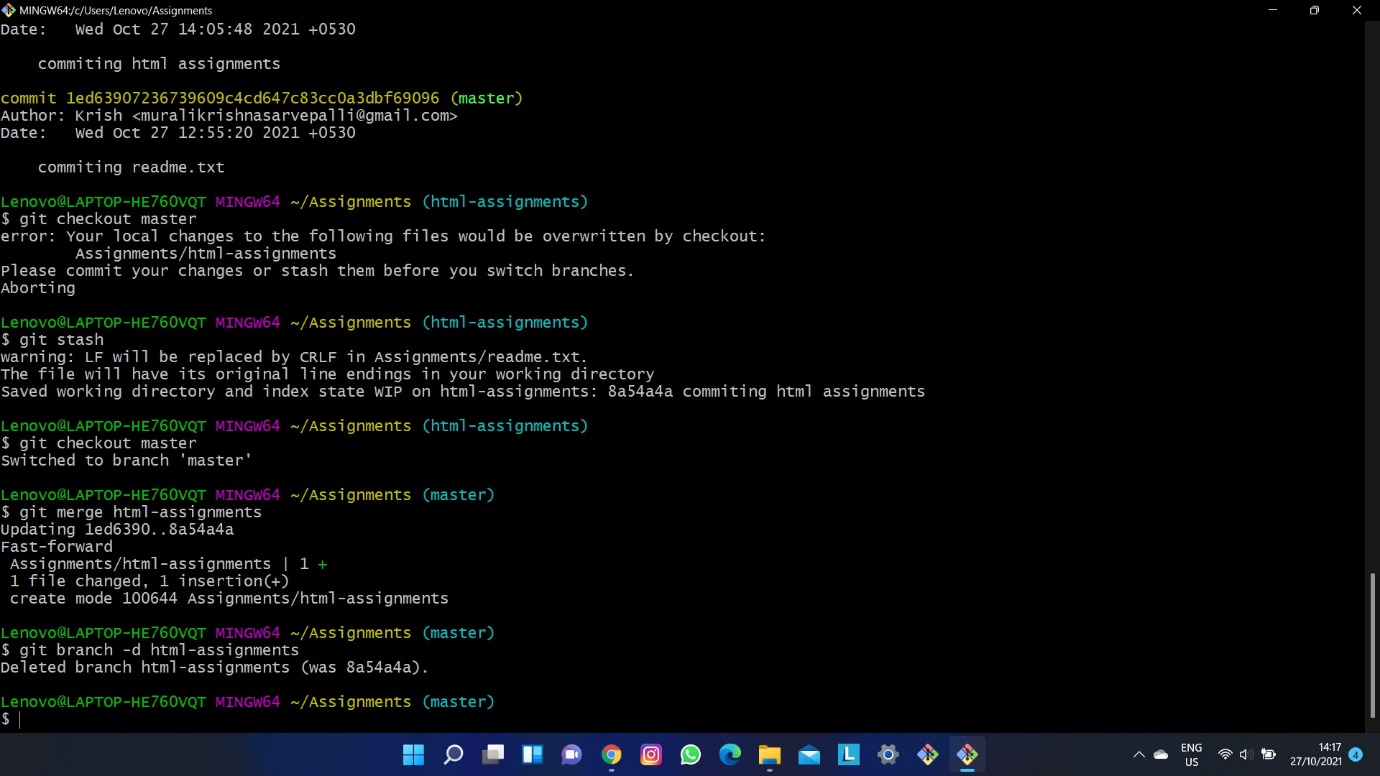 MINGW64:/c/Users/Lenovo/Assignments
Date:   Wed Oct 27 14:05:48 2021 +0530
    commiting html assignments
commit 1ed63907236739609c4cd647c83cc0a3dbf69096 (master)
Author: Krish <muralikrishnasarvepalli@gmail.com>
Date:   Wed Oct 27 12:55:20 2021 +0530
    commiting readme.txt
Lenovo@LAPTOP-HE760VQT MINGW64 ~/Assignments (html-assignments)
$ git checkout master
error: Your local changes to the following files would be overwritten by checkout:
        Assignments/html-assignments
Please commit your changes or stash them before you switch branches.
Aborting
Lenovo@LAPTOP-HE760VQT MINGW64 ~/Assignments (html-assignments)
$ git stash
warning: LF will be replaced by CRLF in Assignments/readme.txt.
The file will have its original line endings in your working directory
Saved working directory and index state WIP on html-assignments: 8a54a4a commiting html assignments
Lenovo@LAPTOP-HE760VQT MINGW64 ~/Assignments (html-assignments)
$ git checkout master
Switched to branch 'master'
Lenovo@LAPTOP-HE760VQT MINGW64 ~/Assignments (master)
$ git merge html-assignments
Updating 1ed6390..8a54a4a
Fast-forward
 Assignments/html-assignments | 1 +
 1 file changed, 1 insertion(+)
 create mode 100644 Assignments/html-assignments
Lenovo@LAPTOP-HE760VQT MINGW64 ~/Assignments (master)
$ git branch -d html-assignments
Deleted branch html-assignments (was 8a54a4a).
Lenovo@LAPTOP-HE760VQT MINGW64 ~/Assignments (master)
$
L
ENG
US
14:17
27/10/2021
4